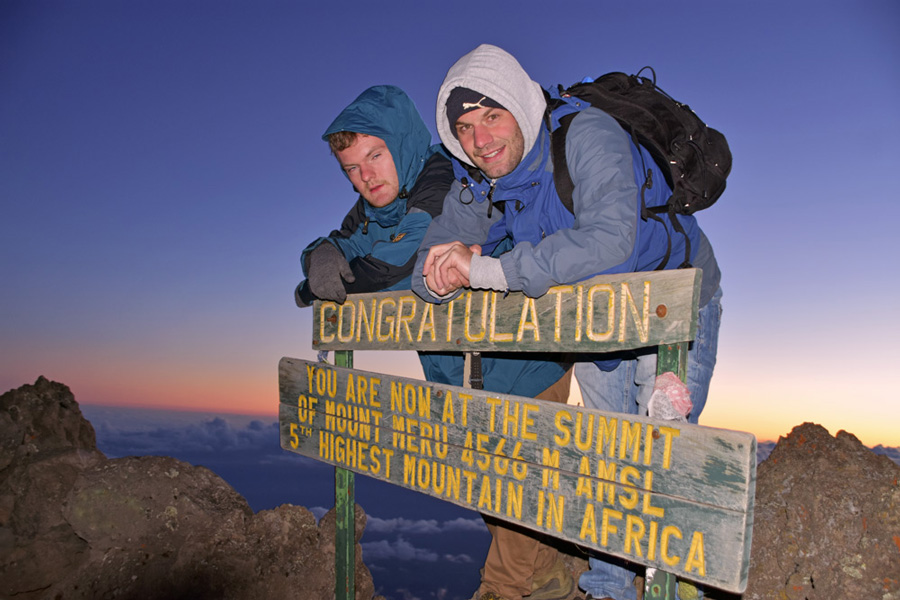 CONGRATULATION
YOU ARE NOW AT THE SUMMIT
OF MOUNT MERU 4566 M AMSL
5TH HIGHEST MOUNTAIN IN AFRICA